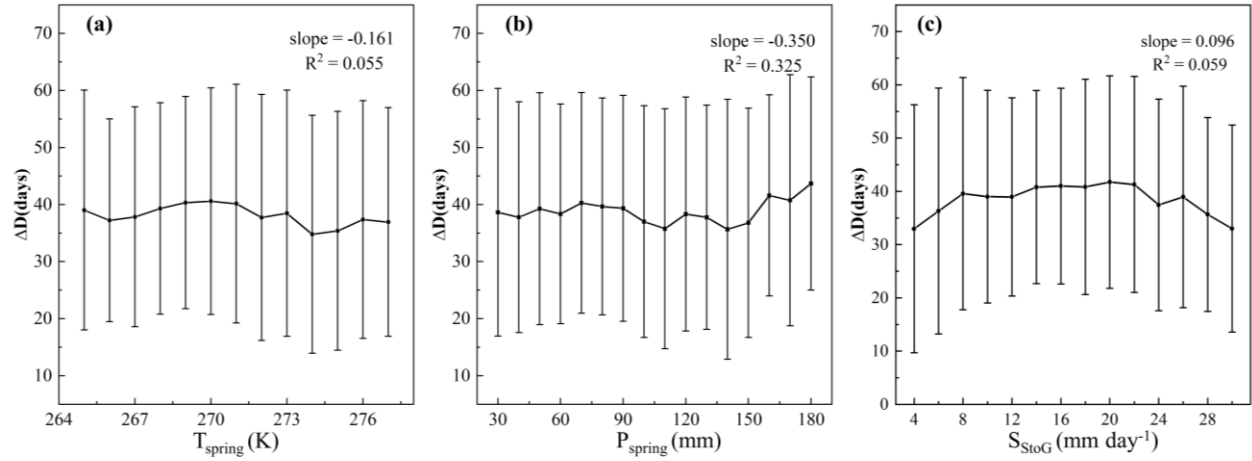 (a)
slope = -0.161
R² = 0.055
70
60
50
40
30
20
10
ΔD(days)
264 267 270 273 276
T_spring (K)
(b)
slope = -0.350
R² = 0.325
70
60
50
40
30
20
10
ΔD(days)
30 60 90 120 150 180
P_spring (mm)
(c)
slope = 0.096
R² = 0.059
70
60
50
40
30
20
10
0
ΔD(days)
4 8 12 16 20 24 28
S_StoG (mm day⁻¹)